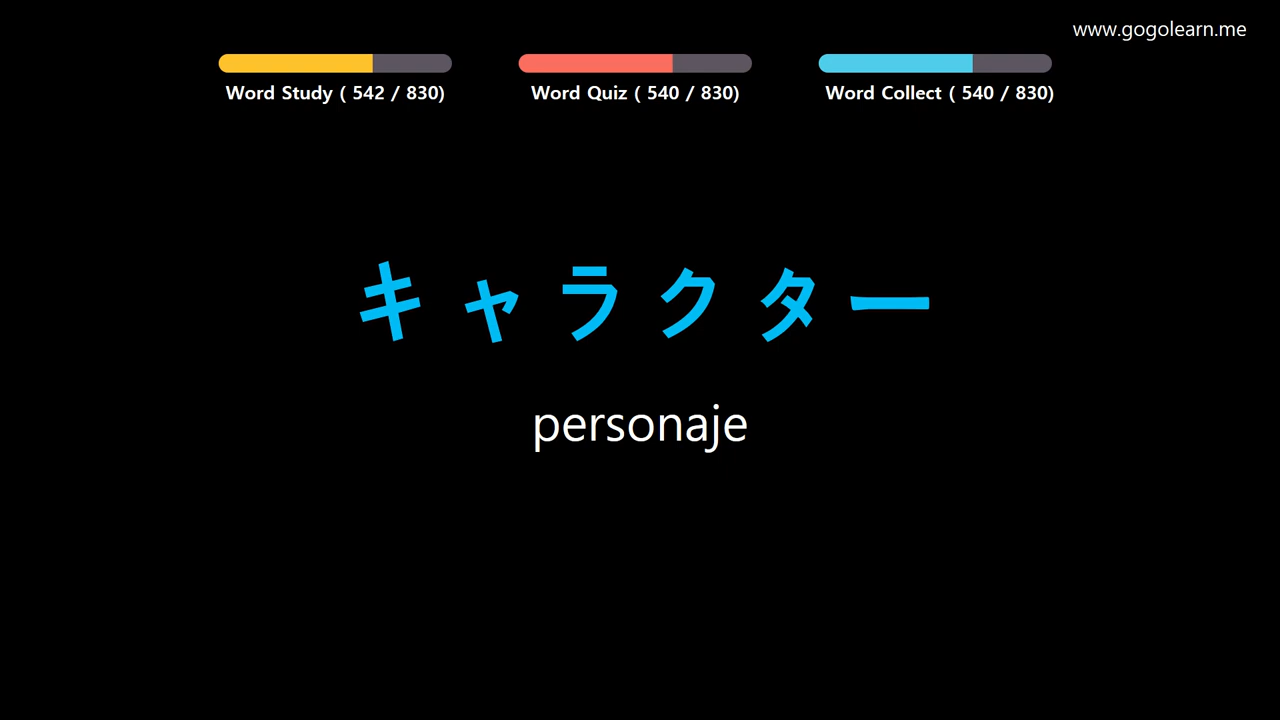 www.gogolearn.me
Word Study ( 542 / 830)
Word Quiz ( 540 / 830)
Word Collect ( 540 / 830)
キャラクター
personaje